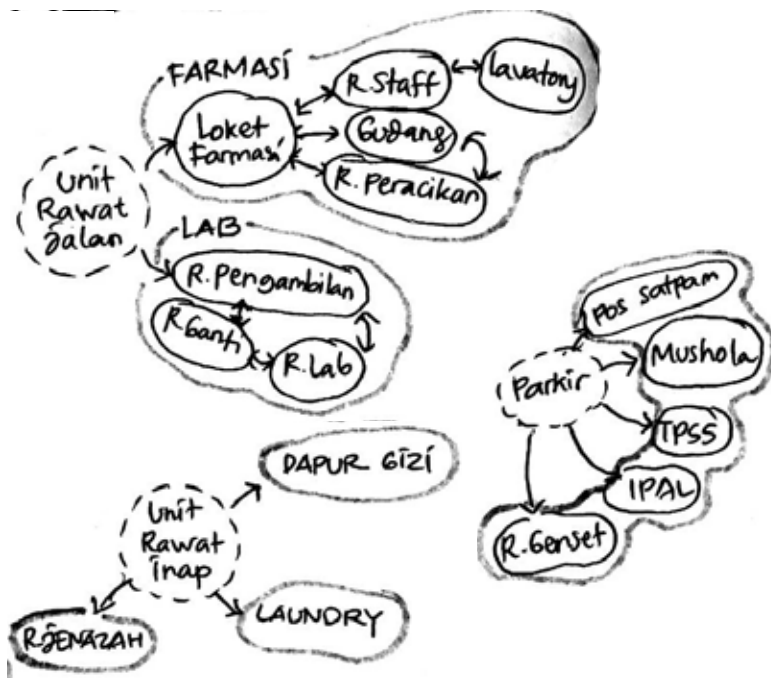 FARMASI
R.Staff
lavatory
Loket
Farmasi
Gudang
R. Peracikan
Unit
Rawat
Jalan
LAB
R.Pengambilan
R.Ganti
R.Lab
Pos Satpam
Mushola
Parkir
TPSS
IPAL
R.Genset
DAPUR GIZI
Unit
Rawat
inap
LAUNDRY
R.JENAZAH